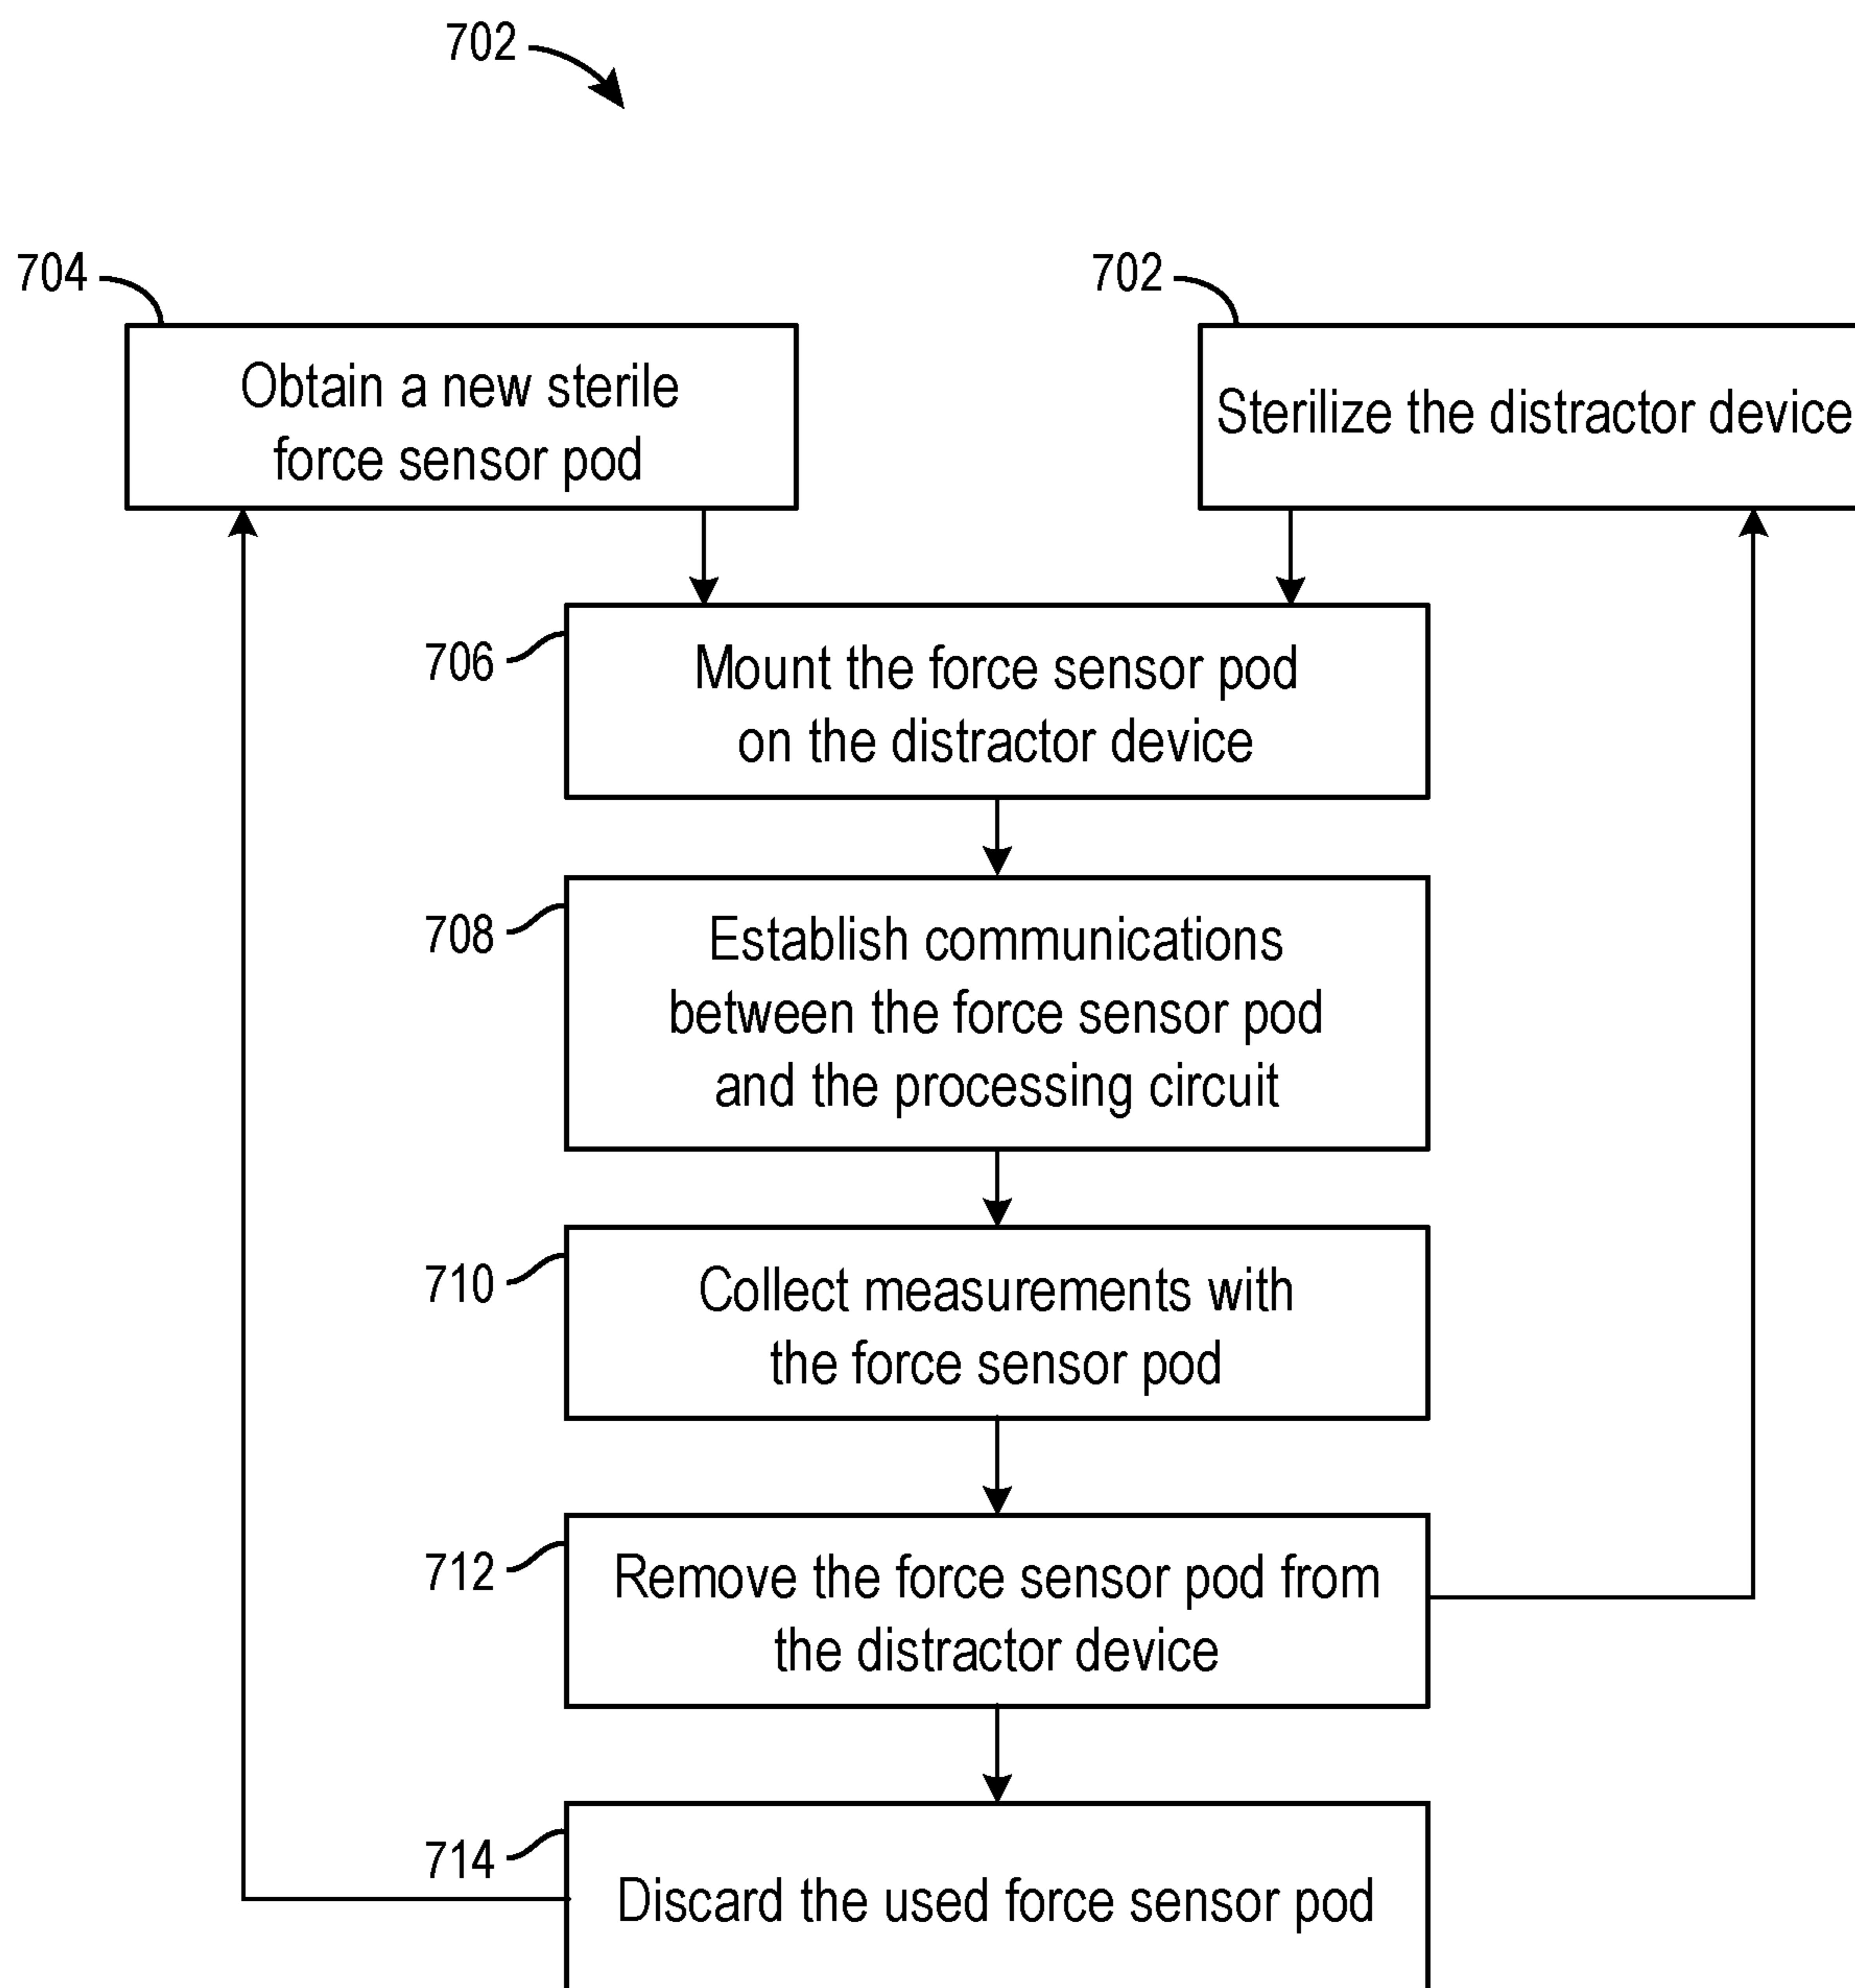 702
704
Obtain a new sterile
force sensor pod
702
Sterilize the distractor device
706
Mount the force sensor pod
on the distractor device
708
Establish communications
between the force sensor pod
and the processing circuit
710
Collect measurements with
the force sensor pod
712
Remove the force sensor pod from
the distractor device
714
Discard the used force sensor pod